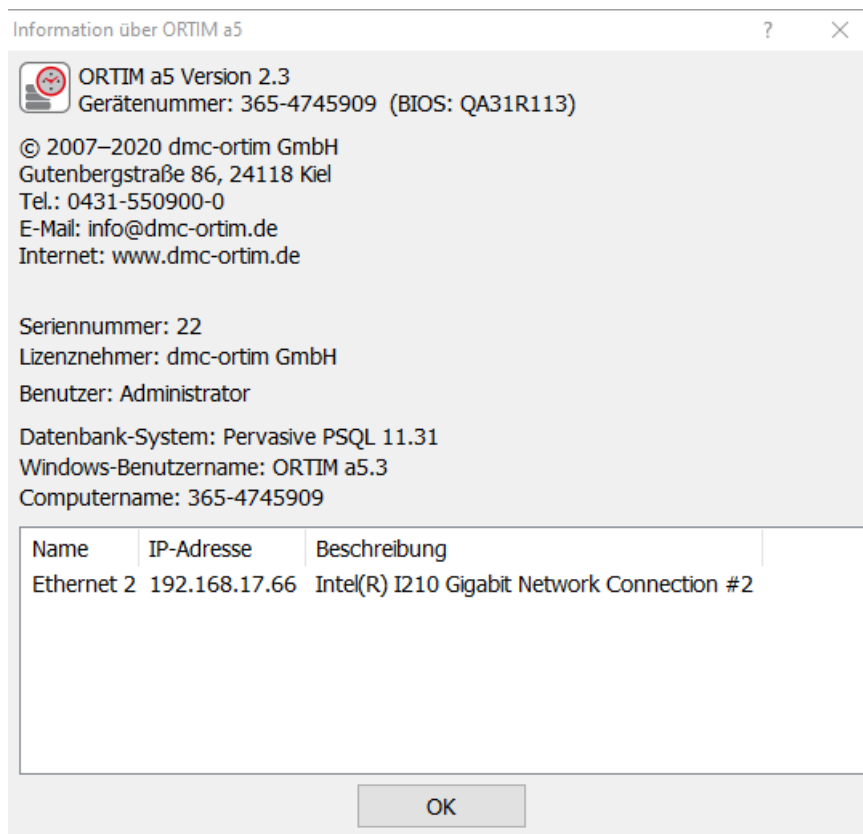 Information über ORTIM a5
ORTIM a5 Version 2.3
Gerätenummer: 365-4745909 (BIOS: QA31R113)
© 2007–2020 dmc-ortim GmbH
Gutenbergstraße 86, 24118 Kiel
Tel.: 0431-550900-0
E-Mail: info@dmc-ortim.de
Internet: www.dmc-ortim.de
Seriennummer: 22
Lizenznehmer: dmc-ortim GmbH
Benutzer: Administrator
Datenbank-System: Pervasive PSQL 11.31
Windows-Benutzername: ORTIM a5.3
Computername: 365-4745909
Name IP-Adresse Beschreibung
Ethernet 2 192.168.17.66 Intel(R) I210 Gigabit Network Connection #2
OK